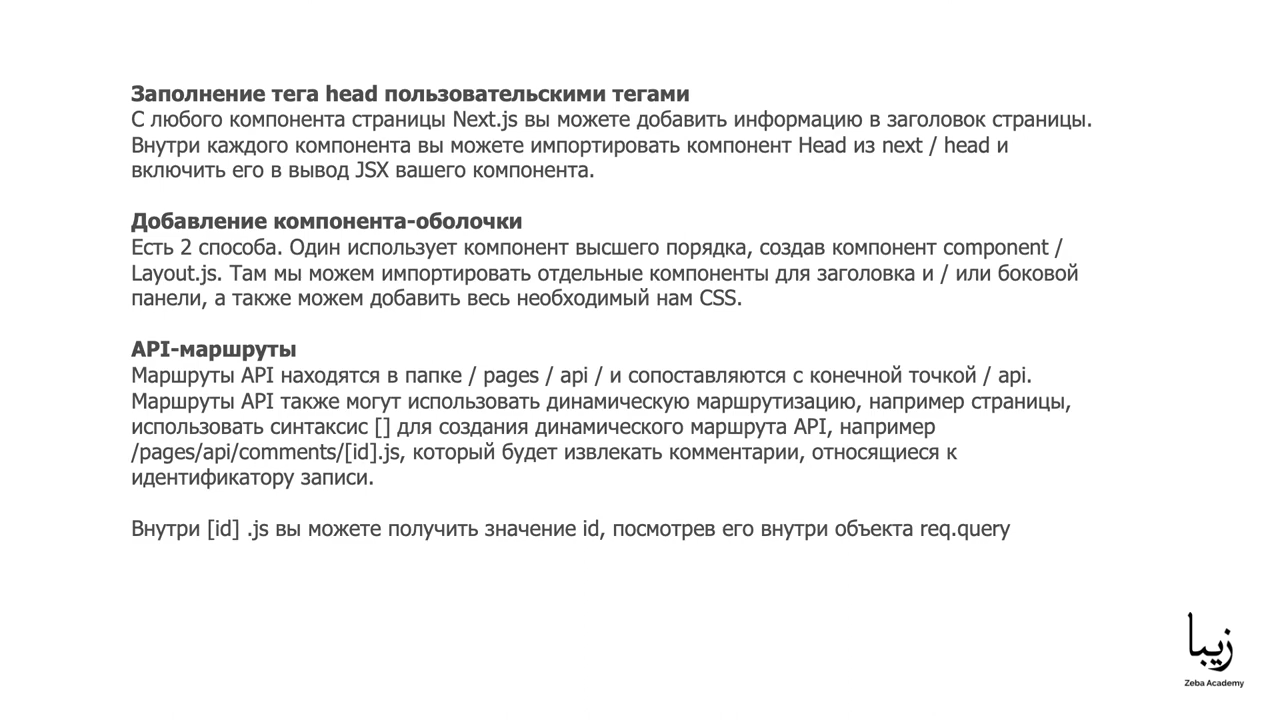 Заполнение тега head пользовательскими тегами
С любого компонента страницы Next.js вы можете добавить информацию в заголовок страницы.
Внутри каждого компонента вы можете импортировать компонент Head из next / head и
включить его в вывод JSX вашего компонента.
Добавление компонента-оболочки
Есть 2 способа. Один использует компонент высшего порядка, создав компонент component /
Layout.js. Там мы можем импортировать отдельные компоненты для заголовка и / или боковой
панели, а также можем добавить весь необходимый нам CSS.
API-маршруты
Маршруты API находятся в папке / pages / api / и сопоставляются с конечной точкой / api.
Маршруты API также могут использовать динамическую маршрутизацию, например страницы,
использовать синтаксис [] для создания динамического маршрута API, например
/pages/api/comments/[id].js, который будет извлекать комментарии, относящиеся к
идентификатору записи.
Внутри [id] .js вы можете получить значение id, посмотрев его внутри объекта req.query
زیبا
Zeba Academy